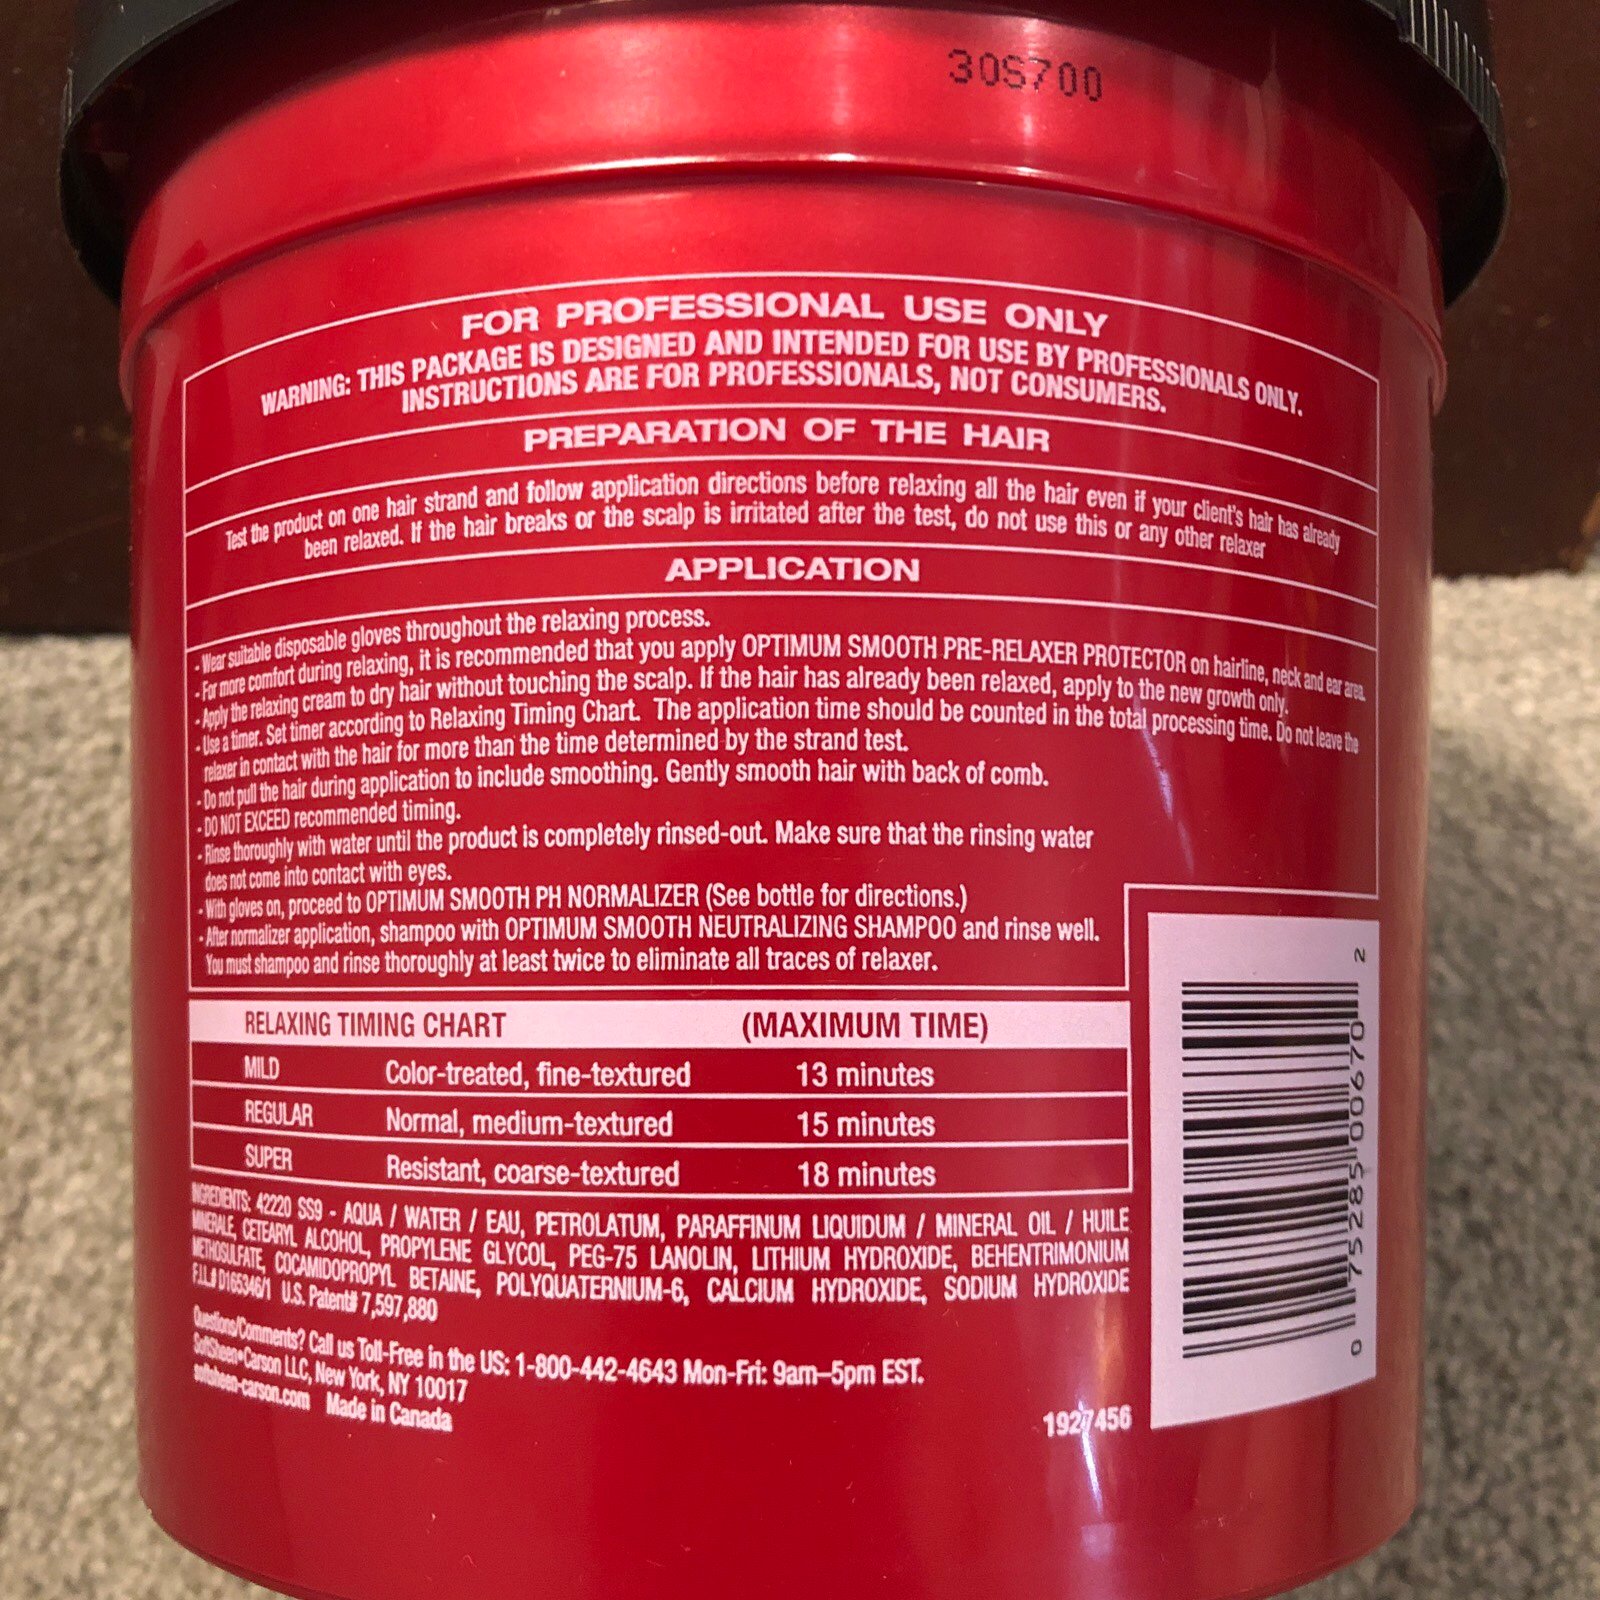 30S700
FOR PROFESSIONAL USE ONLY
WARNING: THIS PACKAGE IS DESIGNED AND INTENDED FOR USE BY PROFESSIONALS ONLY.
INSTRUCTIONS ARE FOR PROFESSIONALS, NOT CONSUMERS.
PREPARATION OF THE HAIR
Test the product on one hair strand and follow application directions before relaxing all the hair even if your client's hair has already
been relaxed. If the hair breaks or the scalp is irritated after the test, do not use this or any other relaxer
APPLICATION
- Wear suitable disposable gloves throughout the relaxing process.
- For more comfort during relaxing, it is recommended that you apply OPTIMUM SMOOTH PRE-RELAXER PROTECTOR on hairline, neck and ear area.
- Apply the relaxing cream to dry hair without touching the scalp. If the hair has already been relaxed, apply to the new growth only.
- Use a timer. Set timer according to Relaxing Timing Chart. The application time should be counted in the total processing time. Do not leave the
relaxer in contact with the hair for more than the time determined by the strand test.
- Do not pull the hair during application to include smoothing. Gently smooth hair with back of comb.
- DO NOT EXCEED recommended timing.
- Rinse thoroughly with water until the product is completely rinsed-out. Make sure that the rinsing water
does not come into contact with eyes.
- With gloves on, proceed to OPTIMUM SMOOTH PH NORMALIZER (See bottle for directions.)
- After normalizer application, shampoo with OPTIMUM SMOOTH NEUTRALIZING SHAMPOO and rinse well.
You must shampoo and rinse thoroughly at least twice to eliminate all traces of relaxer.
RELAXING TIMING CHART (MAXIMUM TIME)
MILD Color-treated, fine-textured 13 minutes
REGULAR Normal, medium-textured 15 minutes
SUPER Resistant, coarse-textured 18 minutes
INGREDIENTS: 42220 SS9 - AQUA / WATER / EAU, PETROLATUM, PARAFFINUM LIQUIDUM / MINERAL OIL / HUILE
MINERALE, CETEARYL ALCOHOL, PROPYLENE GLYCOL, PEG-75 LANOLIN, LITHIUM HYDROXIDE, BEHENTRIMONIUM
METHOSULFATE, COCAMIDOPROPYL BETAINE, POLYQUATERNIUM-6, CALCIUM HYDROXIDE, SODIUM HYDROXIDE
F.I.L.# D165346/1 U.S. Patent# 7,597,880
Questions/Comments? Call us Toll-Free in the US: 1-800-442-4643 Mon-Fri: 9am–5pm EST.
SoftSheen•Carson LLC, New York, NY 10017
softsheen-carson.com Made in Canada
1927456
0 75285 00670 2